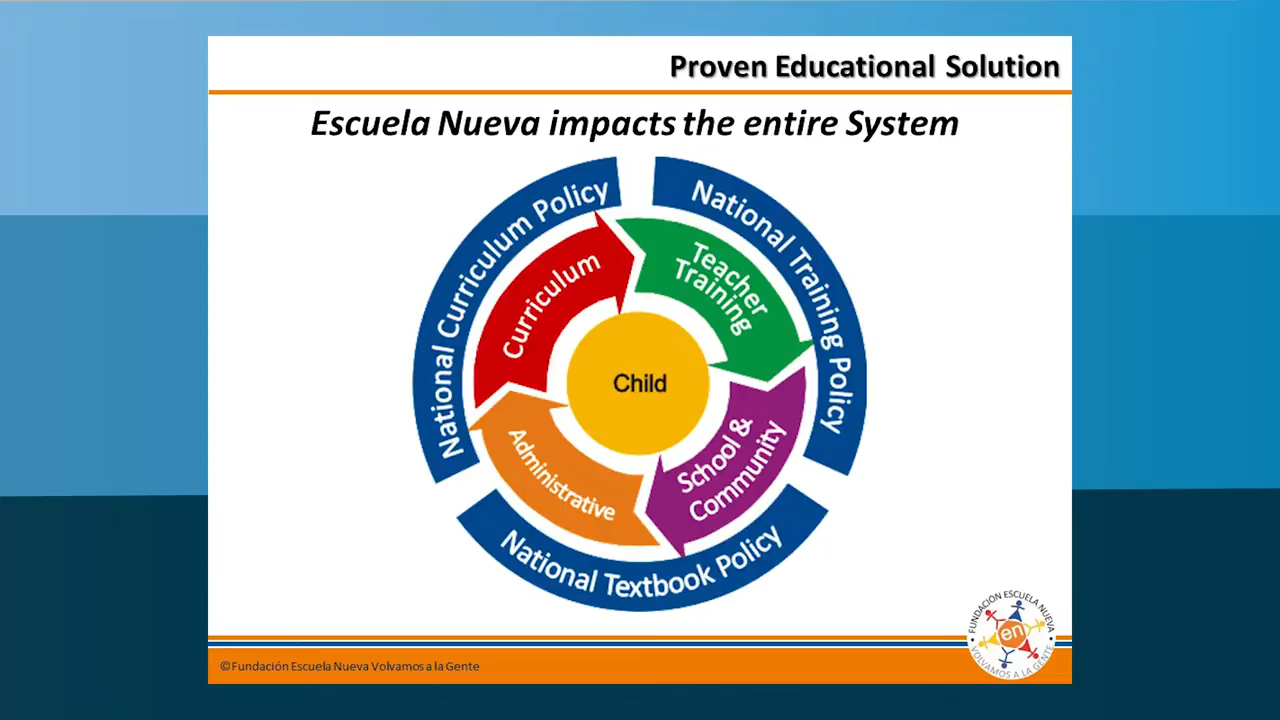 Proven Educational Solution
Escuela Nueva impacts the entire System
National Curriculum Policy
National Training Policy
Curriculum
Teacher
Training
Child
Administrative
School &
Community
National Textbook Policy
FUNDACIÓN ESCUELA NUEVA
en
VOLVAMOS A LA GENTE
©Fundación Escuela Nueva Volvamos a la Gente